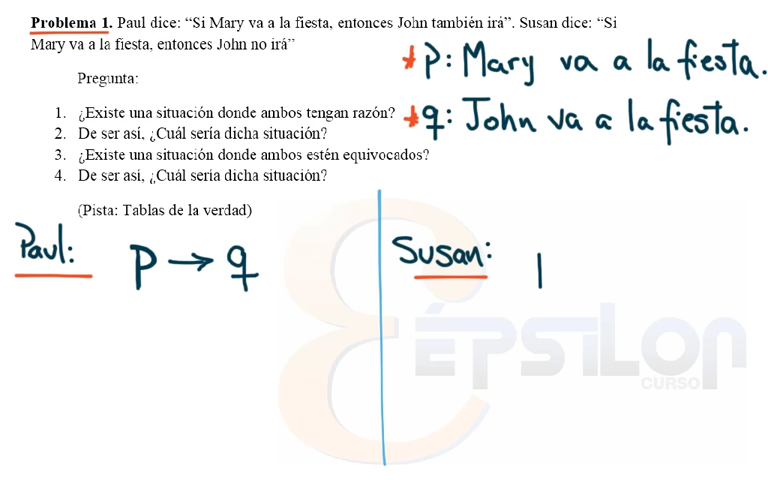 Problema 1. Paul dice: “Si Mary va a la fiesta, entonces John también irá”. Susan dice: “Si
Mary va a la fiesta, entonces John no irá”
p: Mary va a la fiesta.
Pregunta:
1. ¿Existe una situación donde ambos tengan razón?
q: John va a la fiesta.
2. De ser así, ¿Cuál sería dicha situación?
3. ¿Existe una situación donde ambos estén equivocados?
4. De ser así, ¿Cuál sería dicha situación?
(Pista: Tablas de la verdad)
Paul: p → q
Susan:
ÉPSILON
CURSO